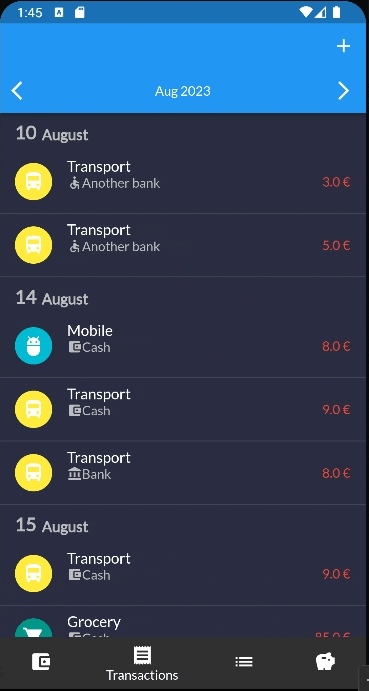 1:45
Aug 2023
10 August
Transport
Another bank
3.0 €
Transport
Another bank
5.0 €
14 August
Mobile
Cash
8.0 €
Transport
Cash
9.0 €
Transport
Bank
8.0 €
15 August
Transport
Cash
9.0 €
Grocery
Cash
85.0 €
Transactions